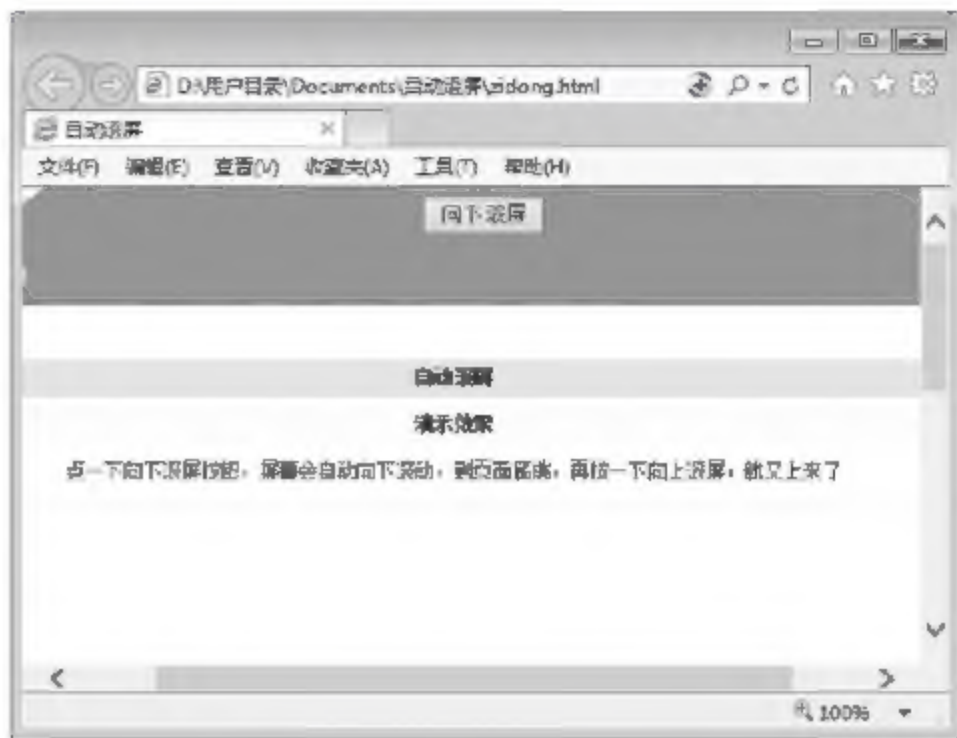 D:\用户目录\Documents\自动滚屏\zidong.html
自动滚屏
文件(F) 编辑(E) 查看(V) 收藏夹(A) 工具(T) 帮助(H)
向下滚屏
自动滚屏
演示效果
点一下向下滚屏按钮，屏幕会自动向下滚动，到页面底端，再按一下向上滚屏，就又上来了
100%